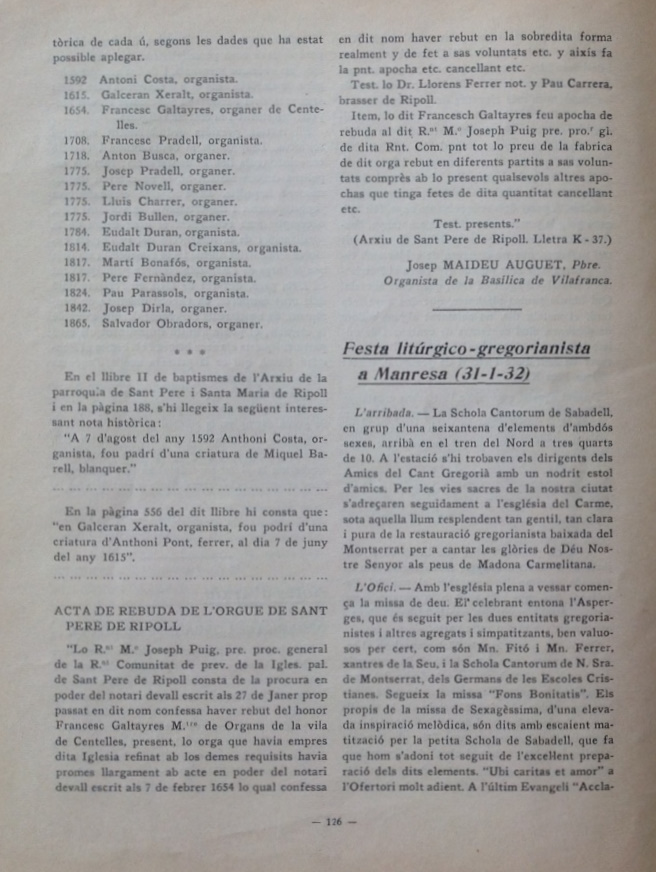 tòrica de cada ú, segons les dades que ha estat
possible aplegar.
1592 Antoni Costa, organista.
1615. Galceran Xeralt, organista.
1654. Francesc Galtayres, organer de Cente-
lles.
1708. Francesc Pradell, organista.
1718. Anton Busca, organer.
1775. Josep Pradell, organer.
1775. Pere Novell, organer.
1775. Lluis Charrer, organer.
1775. Jordi Bullen, organer.
1784. Eudalt Duran, organista.
1814. Eudalt Duran Creixans, organista.
1817. Martí Bonafós, organista.
1817. Pere Fernàndez, organista.
1824. Pau Parassols, organista.
1842. Josep Dirla, organer.
1865. Salvador Obradors, organer.
* * *
En el llibre II de baptismes de l'Arxiu de la
parroquia de Sant Pere i Santa Maria de Ripoll
i en la pàgina 188, s'hi llegeix la següent interes-
sant nota històrica:
"A 7 d'agost del any 1592 Anthoni Costa, or-
ganista, fou padrí d'una criatura de Miquel Ba-
rell, blanquer."
En la pàgina 556 del dit llibre hi consta que:
"en Galceran Xeralt, organista, fou padrí d'una
criatura d'Anthoni Pont, ferrer, al dia 7 de juny
del any 1615".
ACTA DE REBUDA DE L'ORGUE DE SANT
PERE DE RIPOLL
"Lo R.nt M.n Joseph Puig, pre. proc. general
de la R.nt Comunitat de prev. de la Igles. pal.
de Sant Pere de Ripoll consta de la procura en
poder del notari devall escrit als 27 de Janer prop
passat en dit nom confessa haver rebut del honor
Francesc Galtayres M.tre de Organs de la vila
de Centelles, present, lo orga que havia empres
dita Iglesia refinat ab los demes requisits havia
promes llargament ab acte en poder del notari
devall escrit als 7 de febrer 1654 lo qual confessa
en dit nom haver rebut en la sobredita forma
realment y de fet a sas voluntats etc. y aixis fa
la pnt. apocha etc. cancellant etc.
Test. lo Dr. Llorens Ferrer not. y Pau Carrera,
brasser de Ripoll.
Item, lo dit Francesch Galtayres feu apocha de
rebuda al dit R.nt M.n Joseph Puig pre. pro.r gl.
de dita Rnt. Com. pnt tot lo preu de la fabrica
de dit orga rebut en diferents partits a sas volun-
tats comprès ab lo present qualsevols altres apo-
chas que tinga fetes de dita quantitat cancellant
etc.
Test. presents."
(Arxiu de Sant Pere de Ripoll. Lletra K - 37.)
Josep MAIDEU AUGUET, Pbre.
Organista de la Basílica de Vilafranca.
Festa litúrgico-gregorianista
a Manresa (31-1-32)
L'arribada. — La Schola Cantorum de Sabadell,
en grup d'una seixantena d'elements d'ambdós
sexes, arribà en el tren del Nord a tres quarts
de 10. A l'estació s'hi trobaven els dirigents dels
Amics del Cant Gregorià amb un nodrit estol
d'amics. Per les vies sacres de la nostra ciutat
s'adreçaren seguidament a l'església del Carme,
sota aquella llum resplendent tan gentil, tan clara
i pura de la restauració gregorianista baixada del
Montserrat per a cantar les glòries de Déu Nos-
tre Senyor als peus de Madona Carmelitana.
L'Ofici. — Amb l'església plena a vessar comen-
ça la missa de deu. El celebrant entona l'Asper-
ges, que és seguit per les dues entitats gregoria-
nistes i altres agregats i simpatitzants, ben valuo-
sos per cert, com són Mn. Fitó i Mn. Ferrer,
xantres de la Seu, i la Schola Cantorum de N. Sra.
de Montserrat, dels Germans de les Escoles Cris-
tianes. Segueix la missa "Fons Bonitatis". Els
propis de la missa de Sexagèssima, d'una eleva-
da inspiració melòdica, són dits amb escaient ma-
tització per la petita Schola de Sabadell, que fa
que hom s'adoni tot seguit de l'excel·lent prepa-
ració dels dits elements. "Ubi caritas et amor" a
l'Ofertori molt adient. A l'últim Evangeli "Accla-
— 126 —